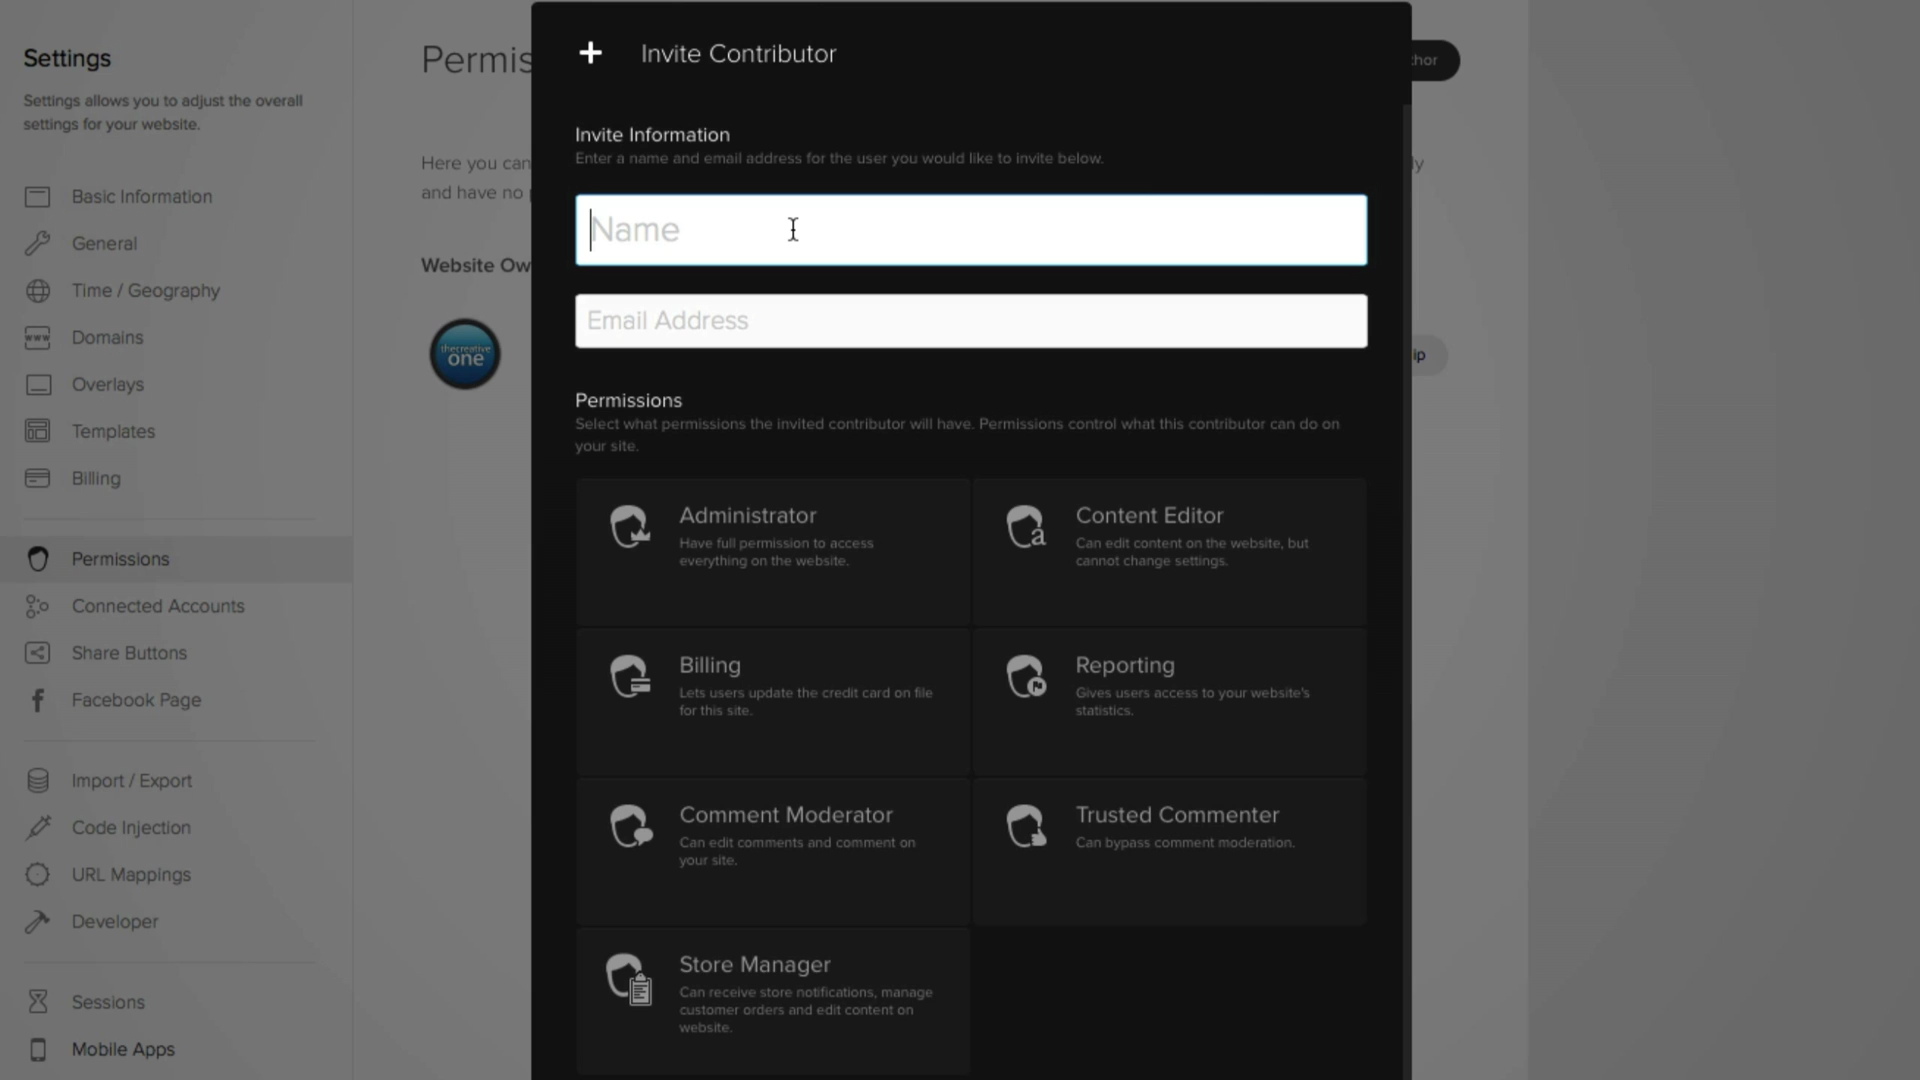 Settings
Settings allows you to adjust the overall
settings for your website.
Basic Information
General
Time / Geography
www
Domains
Overlays
Templates
Billing
Permissions
Connected Accounts
Share Buttons
Facebook Page
Import / Export
Code Injection
URL Mappings
Developer
Sessions
Mobile Apps
Permis
Here you can
and have no
Website Ow
thecreative
one
hor
ly
ip
Invite Contributor
Invite Information
Enter a name and email address for the user you would like to invite below.
Name
Email Address
Permissions
Select what permissions the invited contributor will have. Permissions control what this contributor can do on
your site.
Administrator
Have full permission to access
everything on the website.
Content Editor
Can edit content on the website, but
cannot change settings.
Billing
Lets users update the credit card on file
for this site.
Reporting
Gives users access to your website's
statistics.
Comment Moderator
Can edit comments and comment on
your site.
Trusted Commenter
Can bypass comment moderation.
Store Manager
Can receive store notifications, manage
customer orders and edit content on
website.